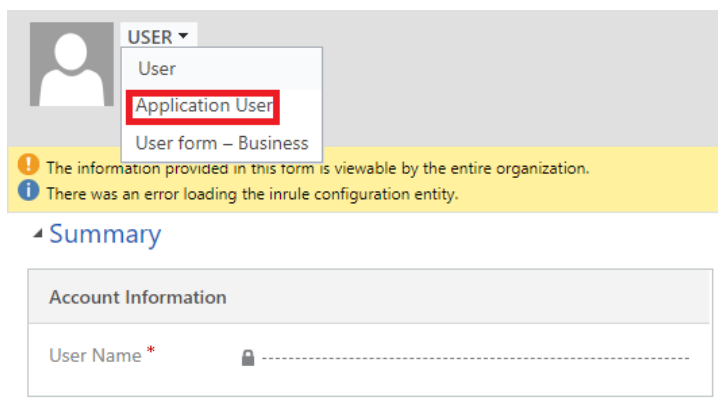 USER
User
Application User
User form – Business
The information provided in this form is viewable by the entire organization.
There was an error loading the inrule configuration entity.
Summary
Account Information
User Name *